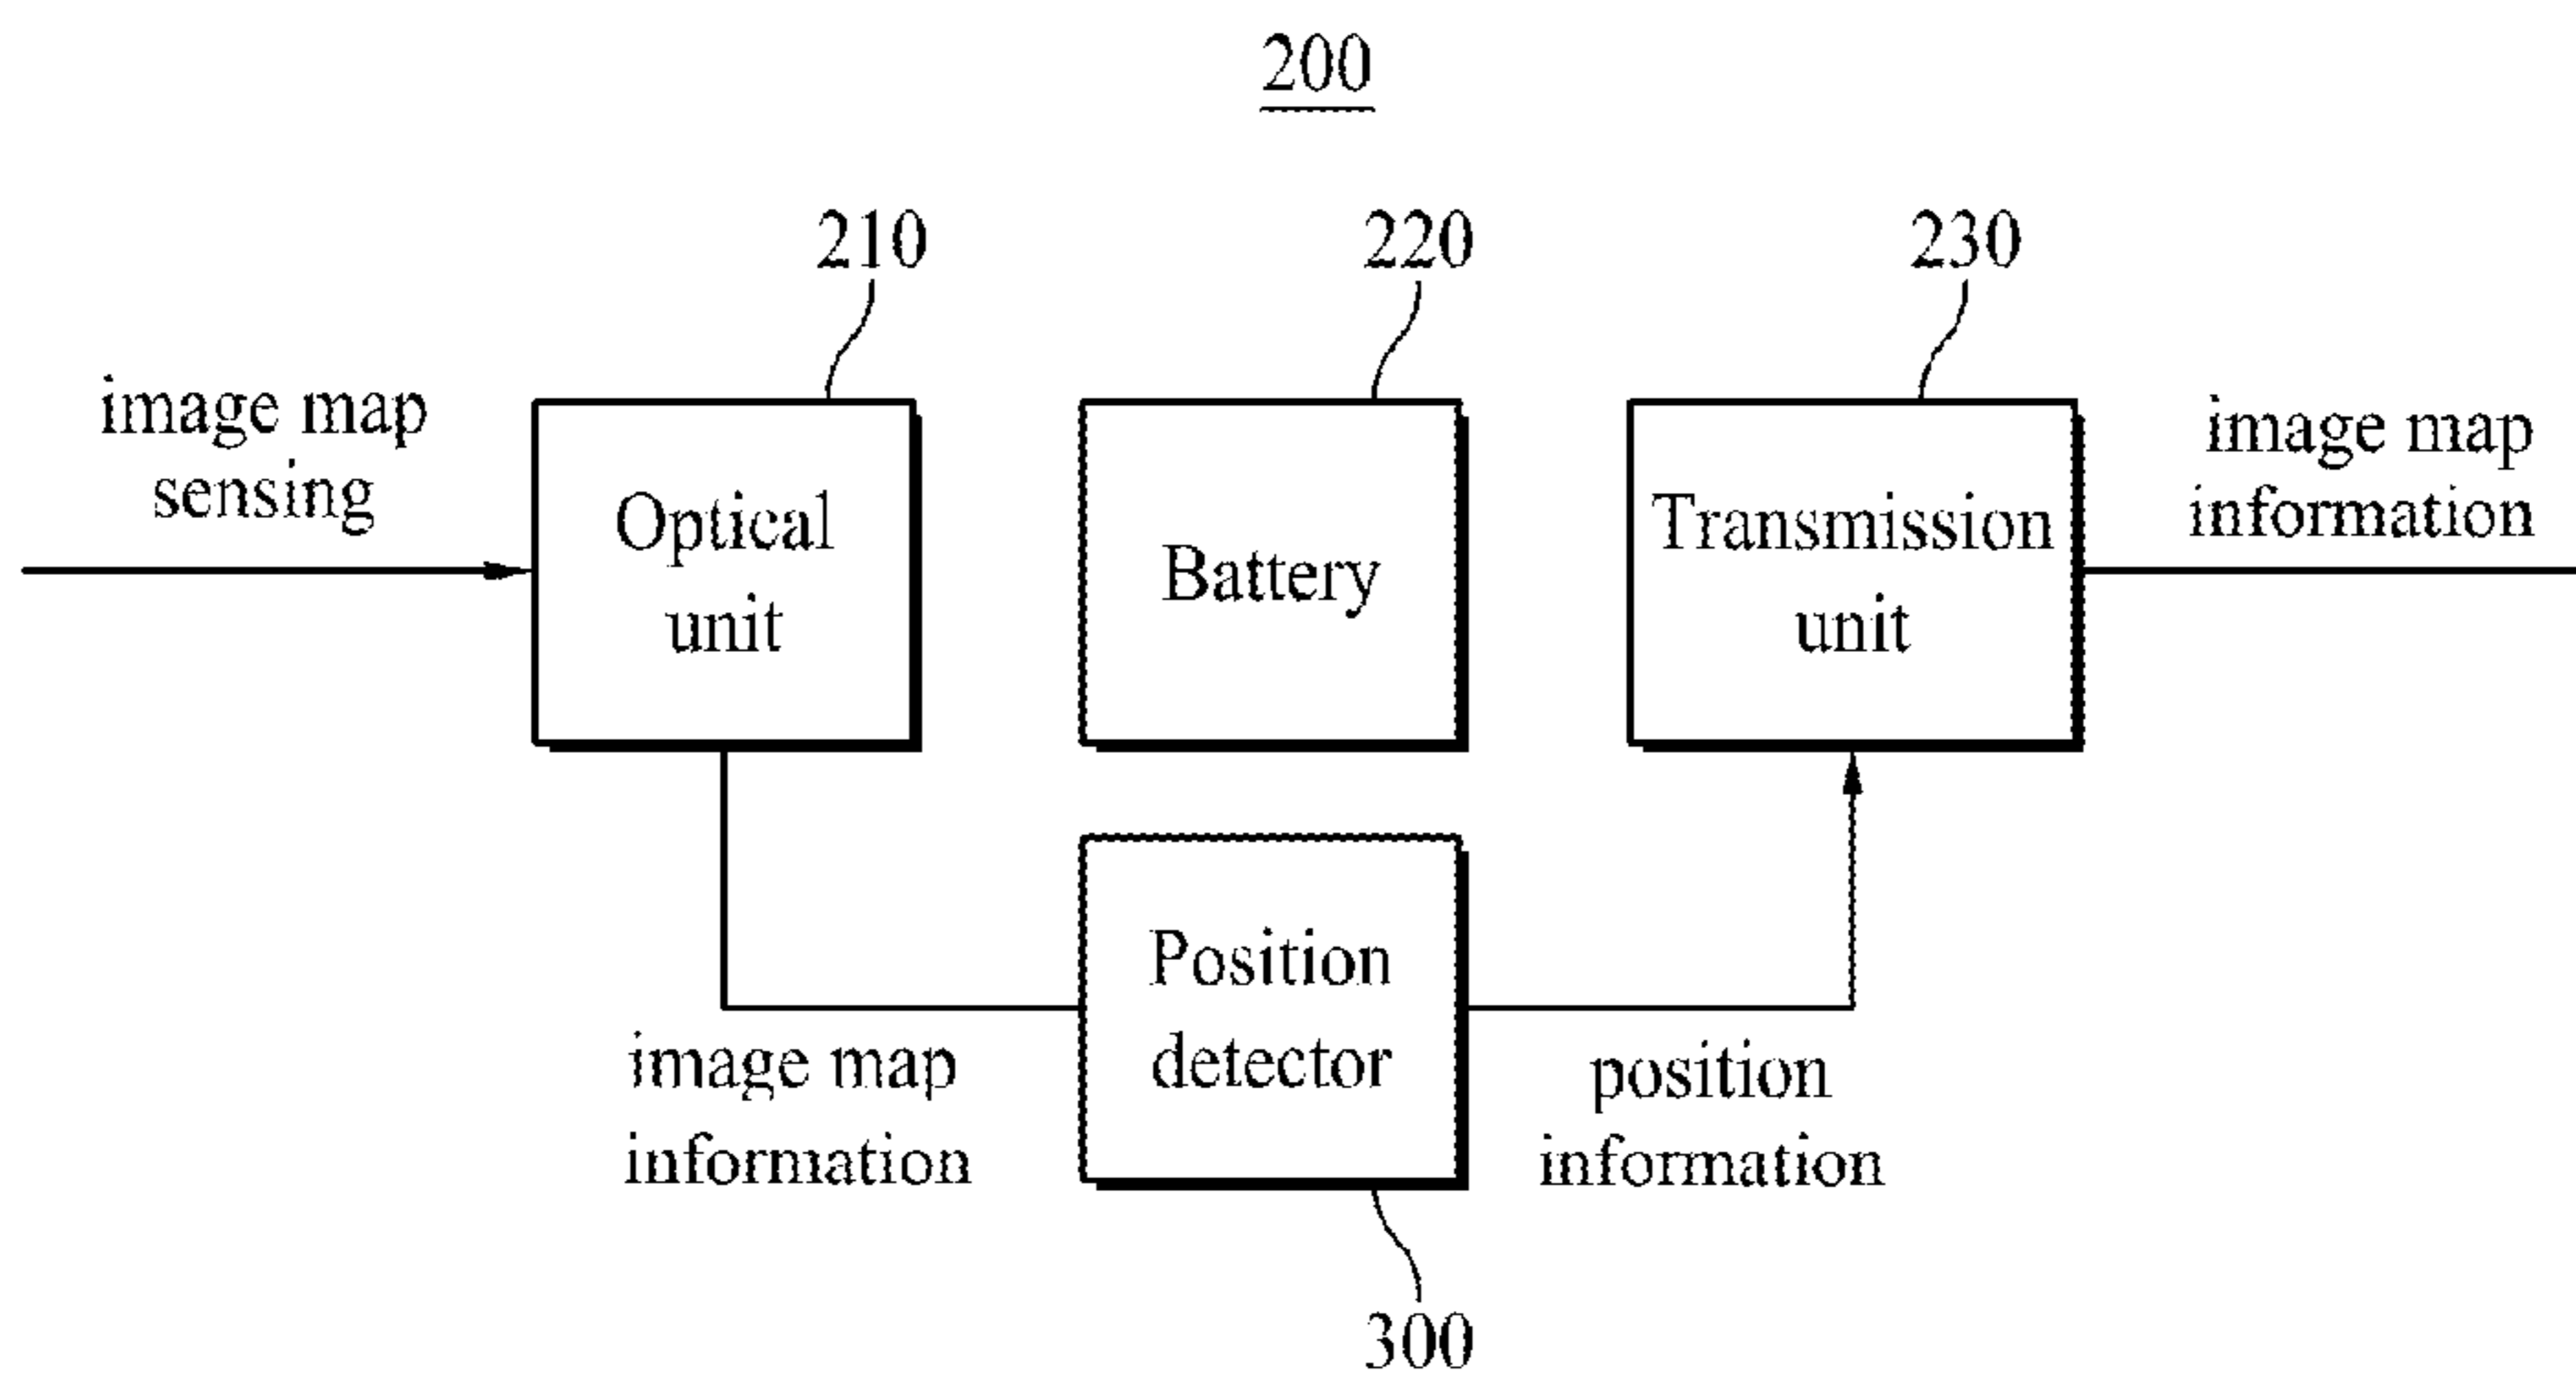 200
210
220
230
image map
sensing
Optical
unit
Battery
Transmission
unit
image map
information
image map
information
Position
detector
position
information
300